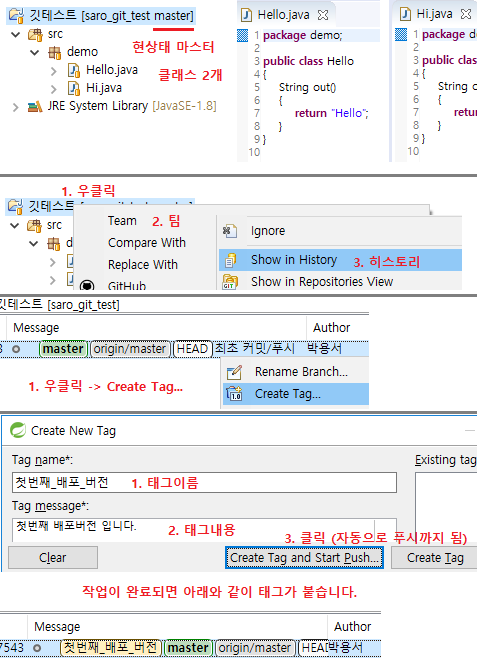 깃테스트 [saro_git_test master]
src
demo
Hello.java
Hi.java
JRE System Library [JavaSE-1.8]
현상태 마스터
클래스 2개
Hello.java
1 package demo;
2
3 public class Hello
4 {
5 String out()
6 {
7 return "Hello";
8 }
9 }
10
Hi.java
1 package d
2
3 public cla
4 {
5 String
6 {
7 retu
8 }
9 }
10
1. 우클릭
깃테스트 [saro_git_test master]
src
d
Team
2. 팀
Compare With
Replace With
GitHub
Ignore
Show in History
3. 히스토리
Show in Repositories View
깃테스트 [saro_git_test]
Message Author
3 master origin/master HEAD 최초 커밋/푸시 박용서
1. 우클릭 -> Create Tag...
Rename Branch...
Create Tag...
Create New Tag
Tag name*:
Existing tag
첫번째_배포_버전
1. 태그이름
Tag message*:
첫번째 배포버전 입니다.
2. 태그내용
3. 클릭 (자동으로 푸시까지 됨)
Clear
Create Tag and Start Push...
Create Tag
작업이 완료되면 아래와 같이 태그가 붙습니다.
Message Author
7543 첫번째_배포_버전 master origin/master HEAD 박용서